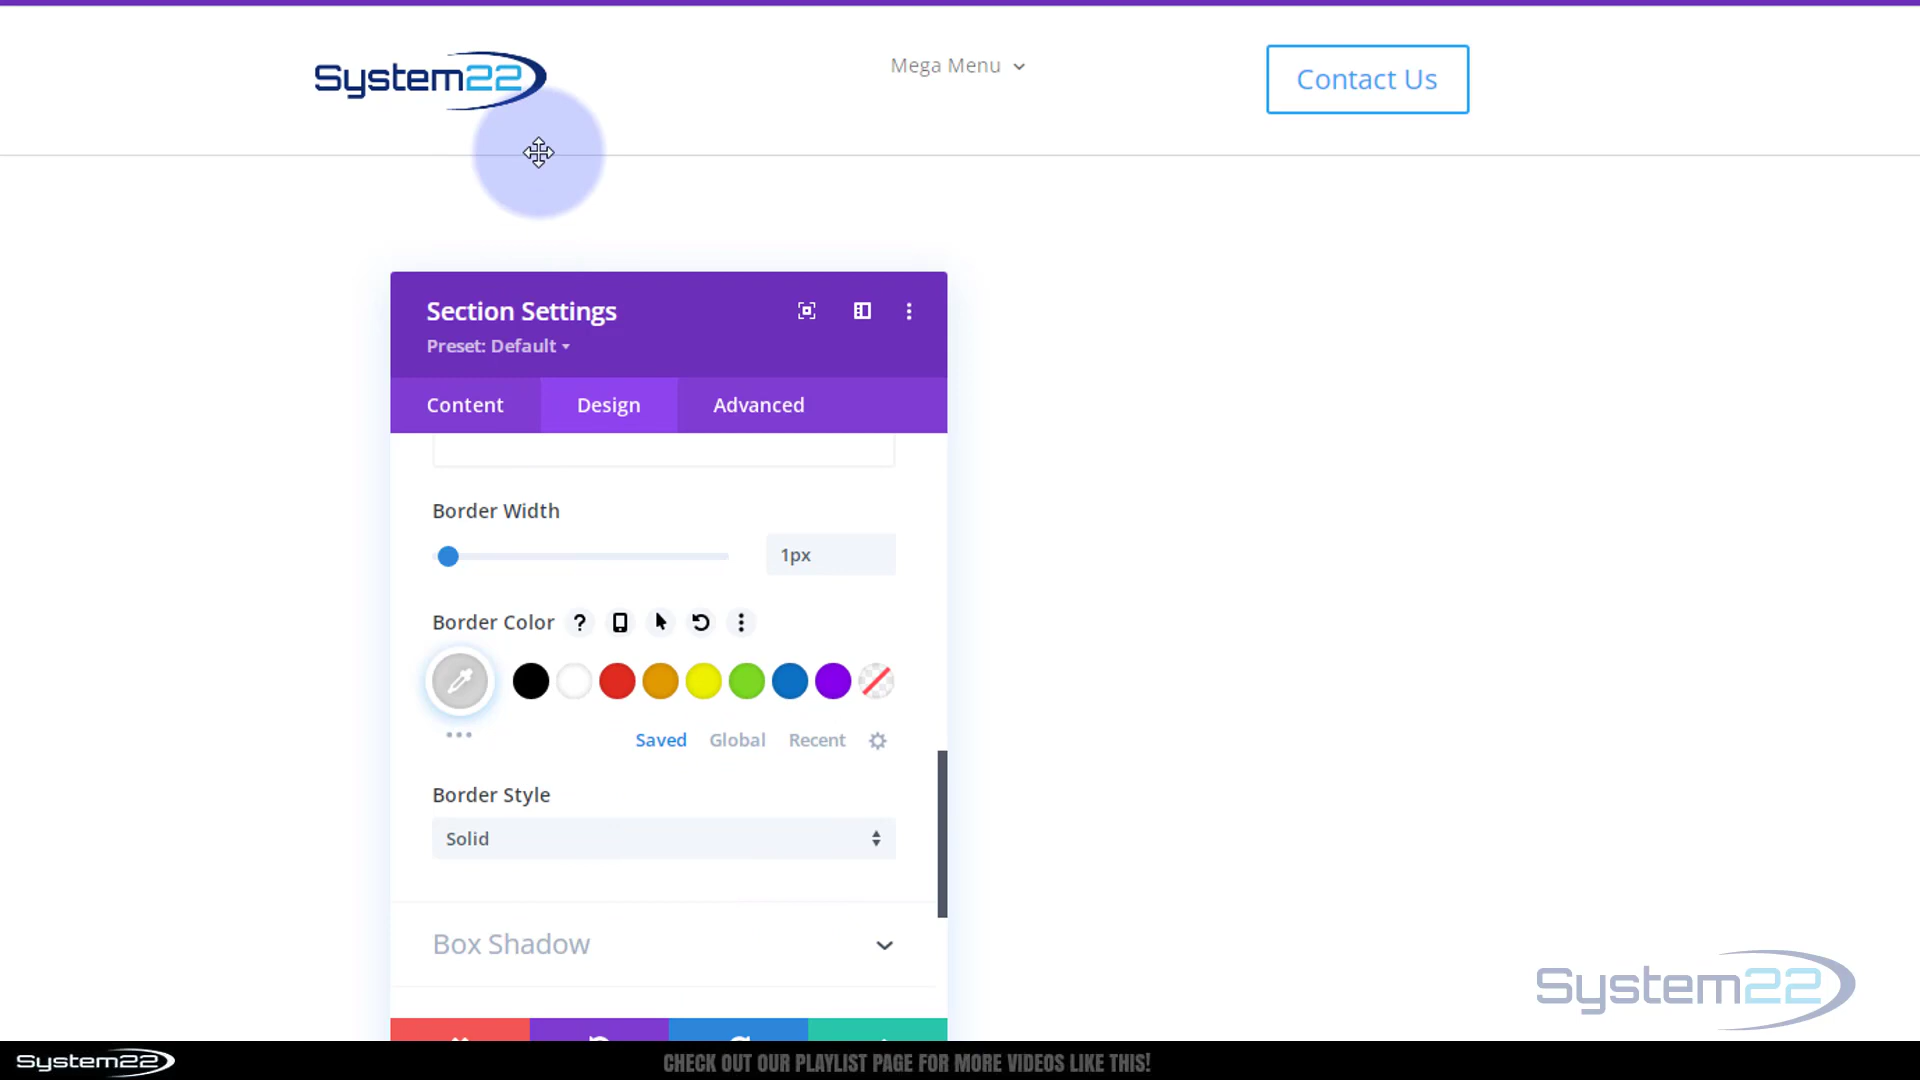 System22
Mega Menu
Contact Us
Section Settings
Preset: Default
Content
Design
Advanced
Border Width
1px
Border Color
?
Saved
Global
Recent
Border Style
Solid
Box Shadow
System22
System22
CHECK OUT OUR PLAYLIST PAGE FOR MORE VIDEOS LIKE THIS!